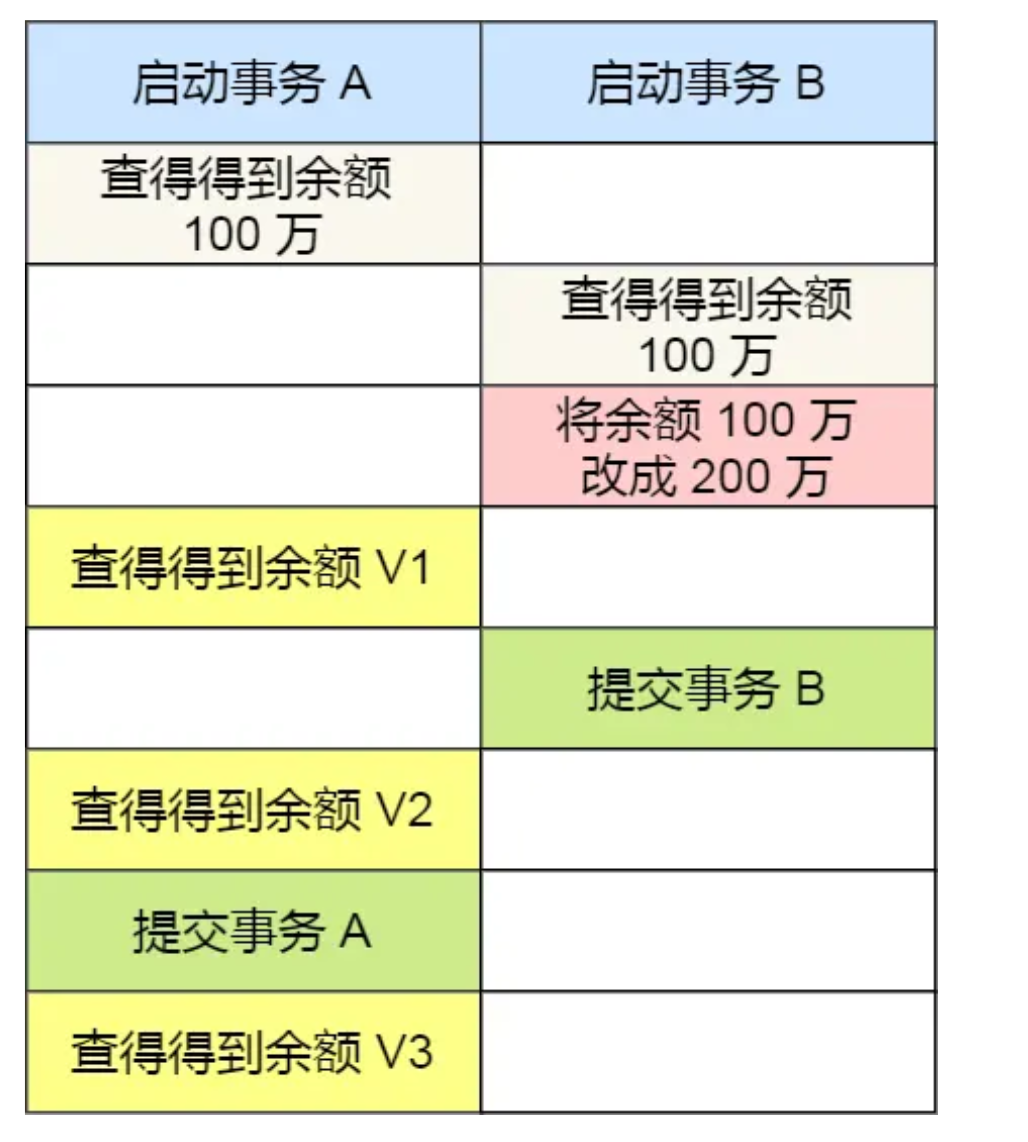 启动事务 A
启动事务 B
查得得到余额
100 万
查得得到余额
100 万
将余额 100 万
改成 200 万
查得得到余额 V1
提交事务 B
查得得到余额 V2
提交事务 A
查得得到余额 V3